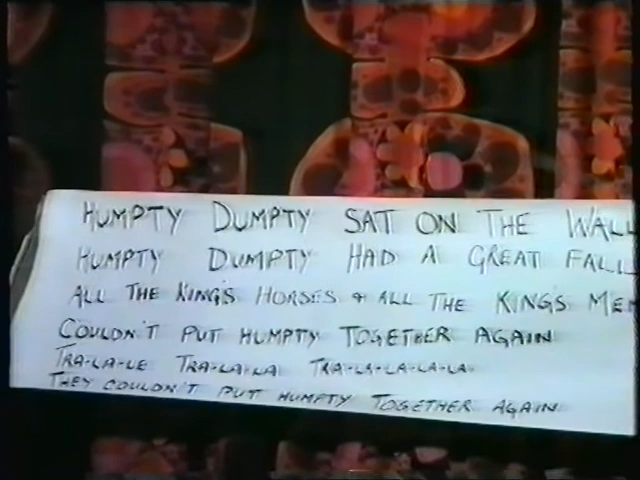 HUMPTY DUMPTY SAT ON THE WALL
HUMPTY DUMPTY HAD A GREAT FALL
ALL THE KING'S HORSES & ALL THE KING'S MEN
COULDN'T PUT HUMPTY TOGETHER AGAIN
TRA-LA-LE TRA-LA-LA TRA-LA-LA-LA-LA
THEY COULDN'T PUT HUMPTY TOGETHER AGAIN